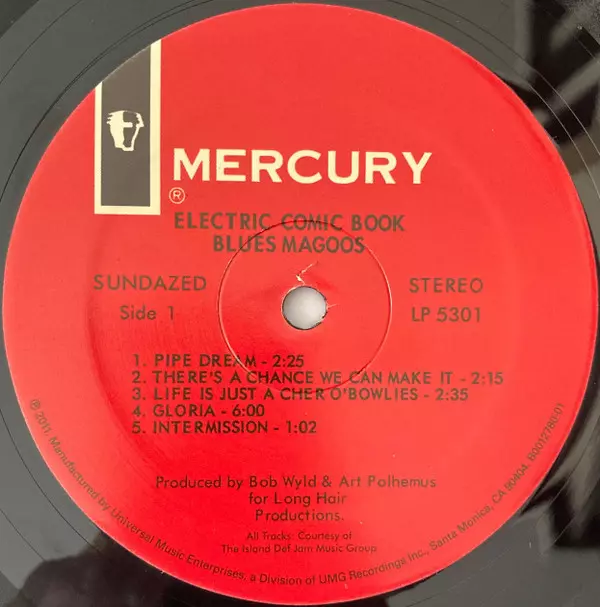 MERCURY
®
ELECTRIC COMIC BOOK
BLUES MAGOOS
SUNDAZED
Side 1
STEREO
LP 5301
1. PIPE DREAM - 2:25
2. THERE'S A CHANCE WE CAN MAKE IT - 2:15
3. LIFE IS JUST A CHER O'BOWLIES - 2:35
4. GLORIA - 6:00
5. INTERMISSION - 1:02
Produced by Bob Wyld & Art Polhemus
for Long Hair
Productions.
All Tracks: Courtesy of
The Island Def Jam Music Group
℗ 2011. Manufactured by Universal Music Enterprises, a Division of UMG Recordings Inc., Santa Monica, CA 90404. B0012780-01